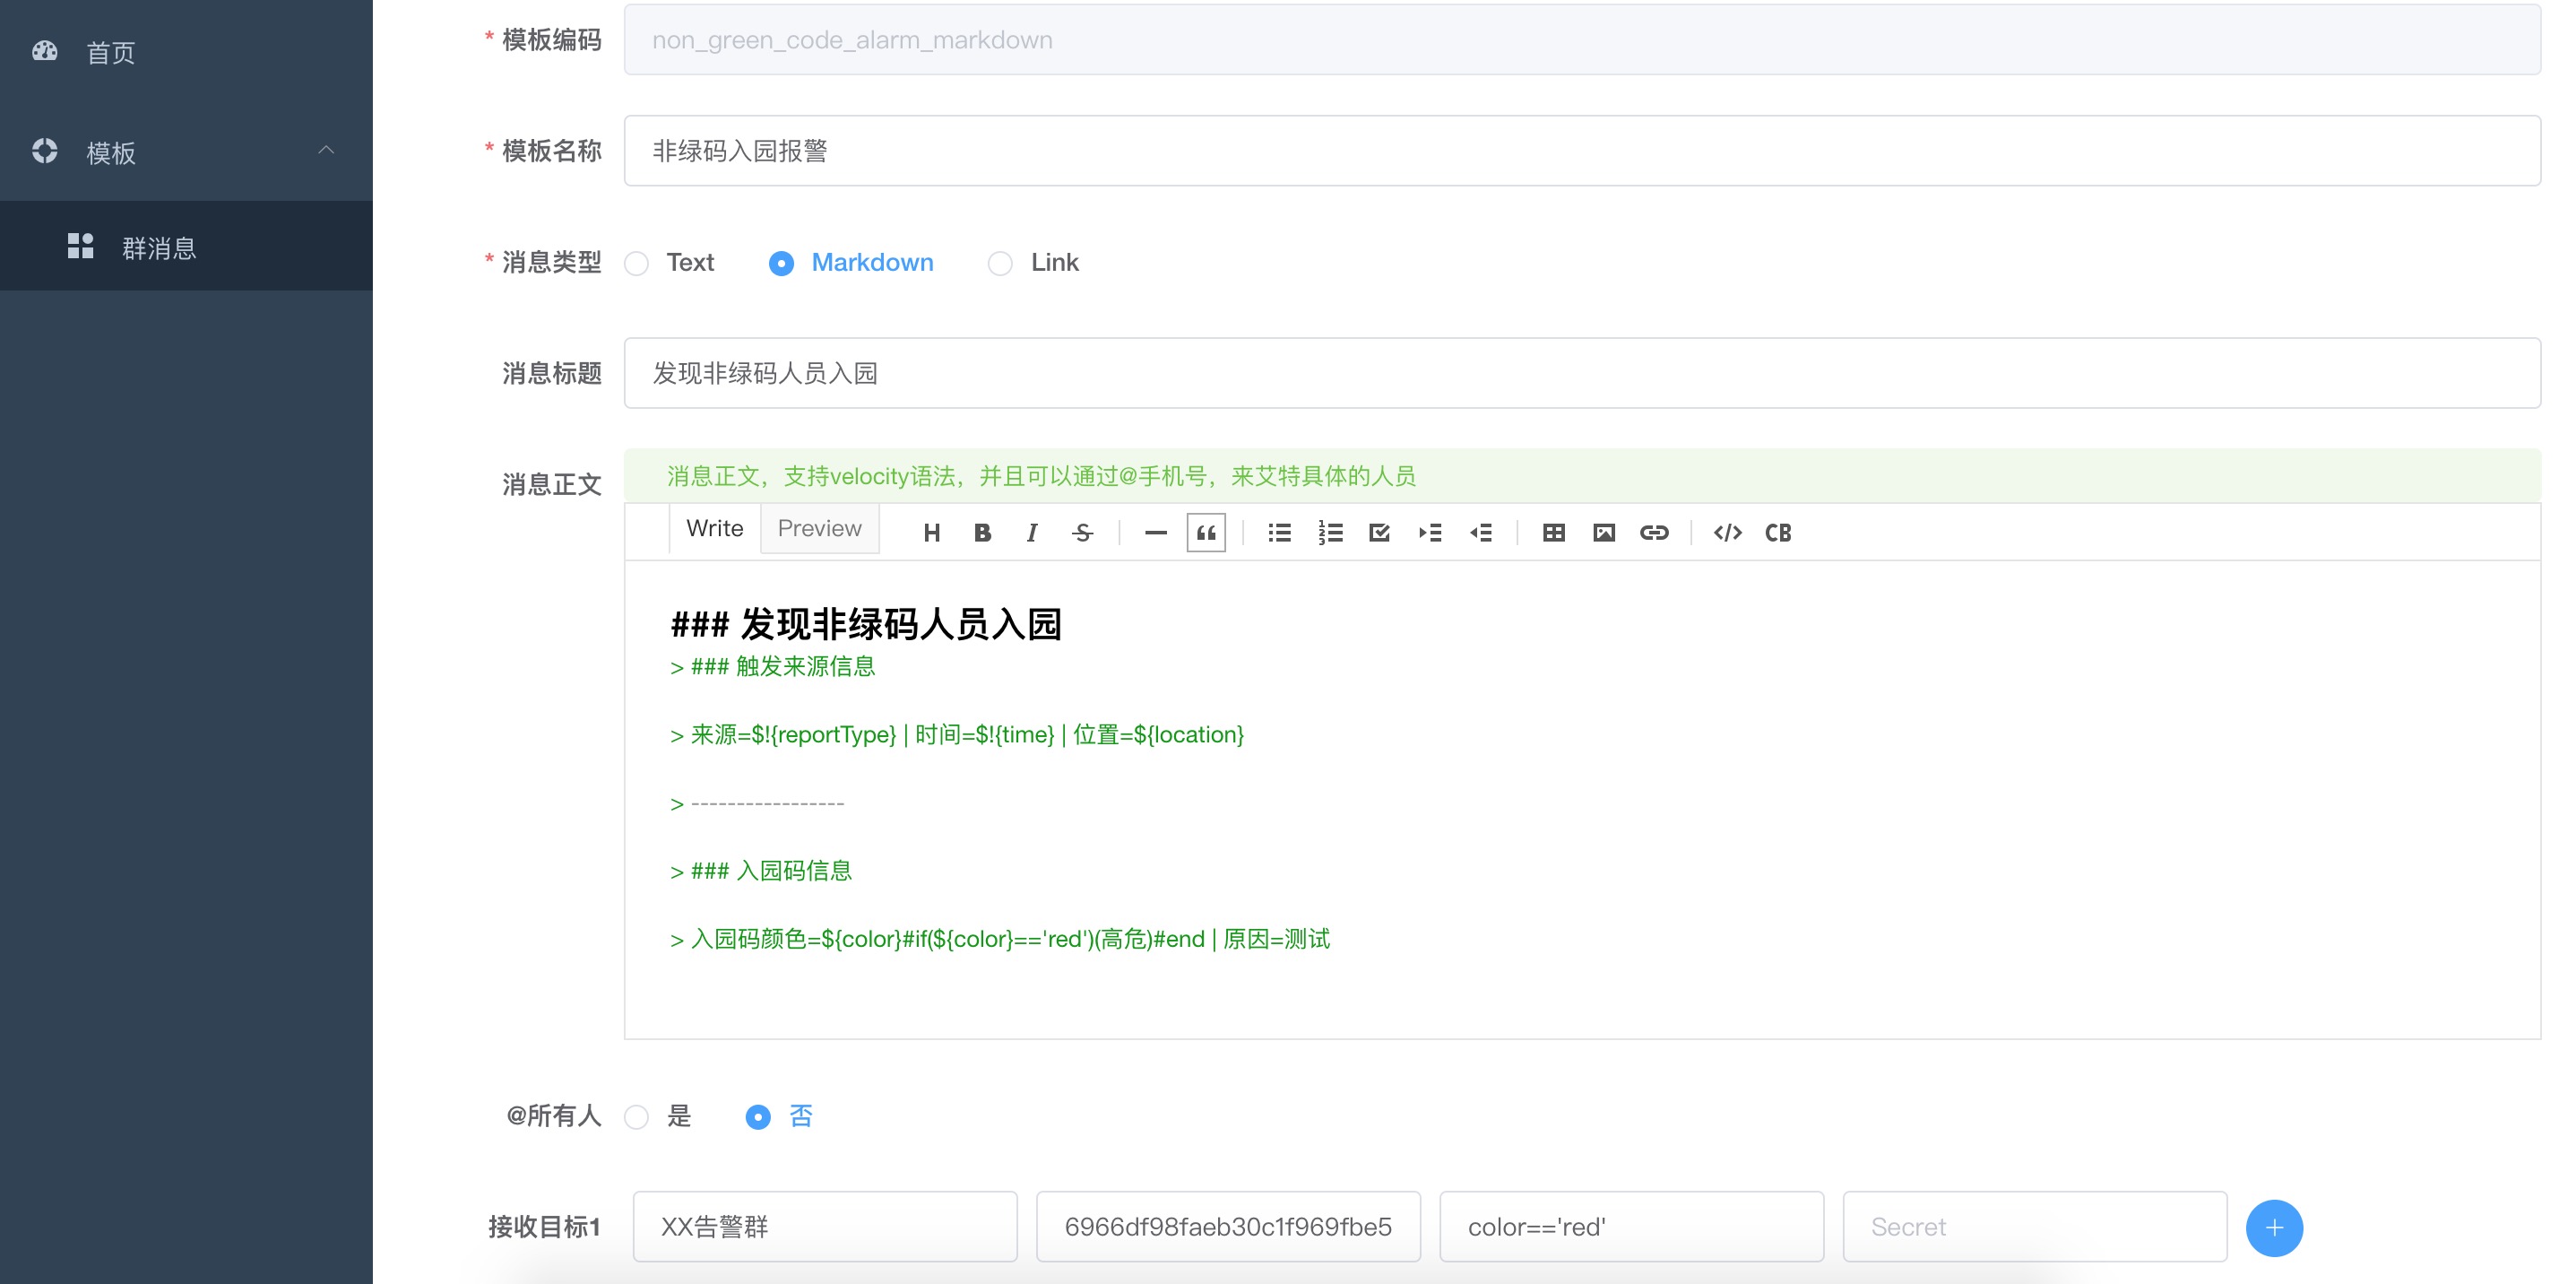 首页
模板
群消息
* 模板编码 non_green_code_alarm_markdown
* 模板名称 非绿码入园报警
* 消息类型 Text Markdown Link
消息标题 发现非绿码人员入园
消息正文 消息正文，支持velocity语法，并且可以通过@手机号，来艾特具体的人员
Write Preview H B I S CB
### 发现非绿码人员入园
> ### 触发来源信息
> 来源=$!{reportType} | 时间=$!{time} | 位置=${location}
> -----------------
> ### 入园码信息
> 入园码颜色=${color}#if(${color}=='red')(高危)#end | 原因=测试
@所有人 是 否
接收目标1 XX告警群 6966df98faeb30c1f969fbe5 color=='red' Secret